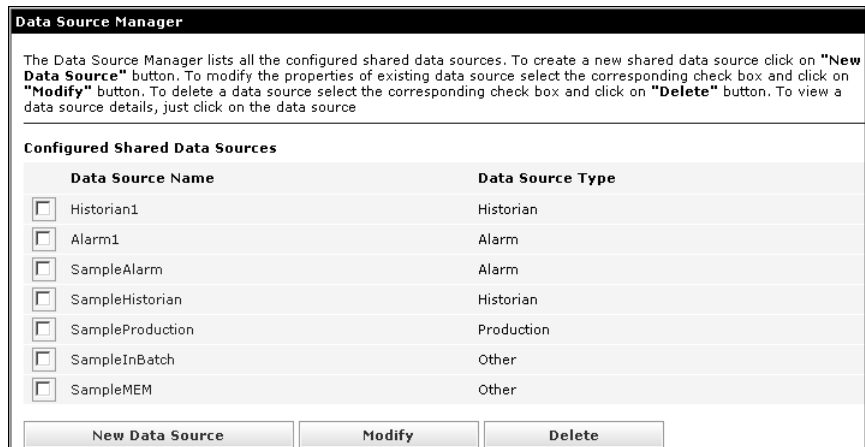 Data Source Manager
The Data Source Manager lists all the configured shared data sources. To create a new shared data source click on "New
Data Source" button. To modify the properties of existing data source select the corresponding check box and click on
"Modify" button. To delete a data source select the corresponding check box and click on "Delete" button. To view a
data source details, just click on the data source
Configured Shared Data Sources
Data Source Name Data Source Type
Historian1 Historian
Alarm1 Alarm
SampleAlarm Alarm
SampleHistorian Historian
SampleProduction Production
SampleInBatch Other
SampleMEM Other
New Data Source Modify Delete